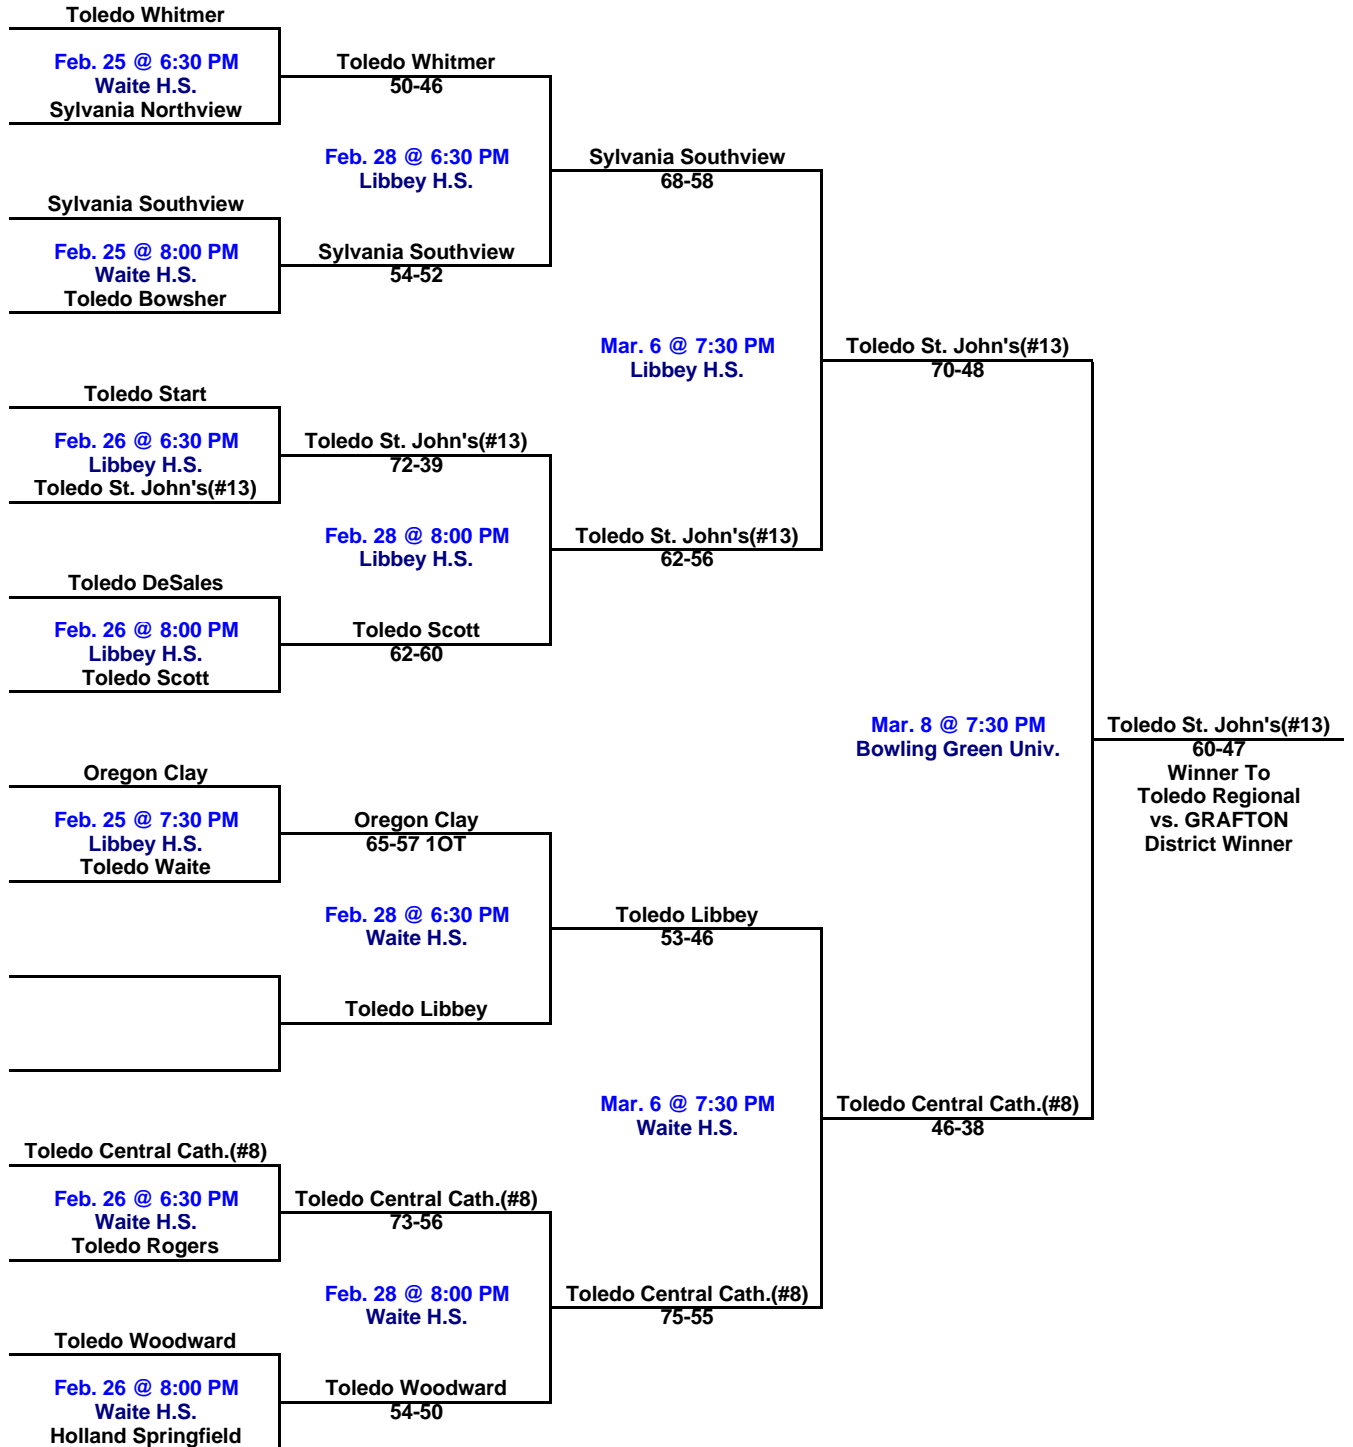 Toledo Whitmer
Feb. 25 @ 6:30 PM
Waite H.S.
Sylvania Northview
Toledo Whitmer
50-46
Sylvania Southview
Feb. 25 @ 8:00 PM
Waite H.S.
Toledo Bowsher
Sylvania Southview
54-52
Feb. 28 @ 6:30 PM
Libbey H.S.
Sylvania Southview
68-58
Toledo Start
Feb. 26 @ 6:30 PM
Libbey H.S.
Toledo St. John's(#13)
Toledo St. John's(#13)
72-39
Toledo DeSales
Feb. 26 @ 8:00 PM
Libbey H.S.
Toledo Scott
Toledo Scott
62-60
Feb. 28 @ 8:00 PM
Libbey H.S.
Toledo St. John's(#13)
62-56
Mar. 6 @ 7:30 PM
Libbey H.S.
Toledo St. John's(#13)
70-48
Oregon Clay
Feb. 25 @ 7:30 PM
Libbey H.S.
Toledo Waite
Oregon Clay
65-57 1OT
Feb. 28 @ 6:30 PM
Waite H.S.
Toledo Libbey
Toledo Libbey
53-46
Toledo Central Cath.(#8)
Feb. 26 @ 6:30 PM
Waite H.S.
Toledo Rogers
Toledo Central Cath.(#8)
73-56
Toledo Woodward
Feb. 26 @ 8:00 PM
Waite H.S.
Holland Springfield
Toledo Woodward
54-50
Feb. 28 @ 8:00 PM
Waite H.S.
Toledo Central Cath.(#8)
75-55
Mar. 6 @ 7:30 PM
Waite H.S.
Toledo Central Cath.(#8)
46-38
Mar. 8 @ 7:30 PM
Bowling Green Univ.
Toledo St. John's(#13)
60-47
Winner To
Toledo Regional
vs. GRAFTON
District Winner